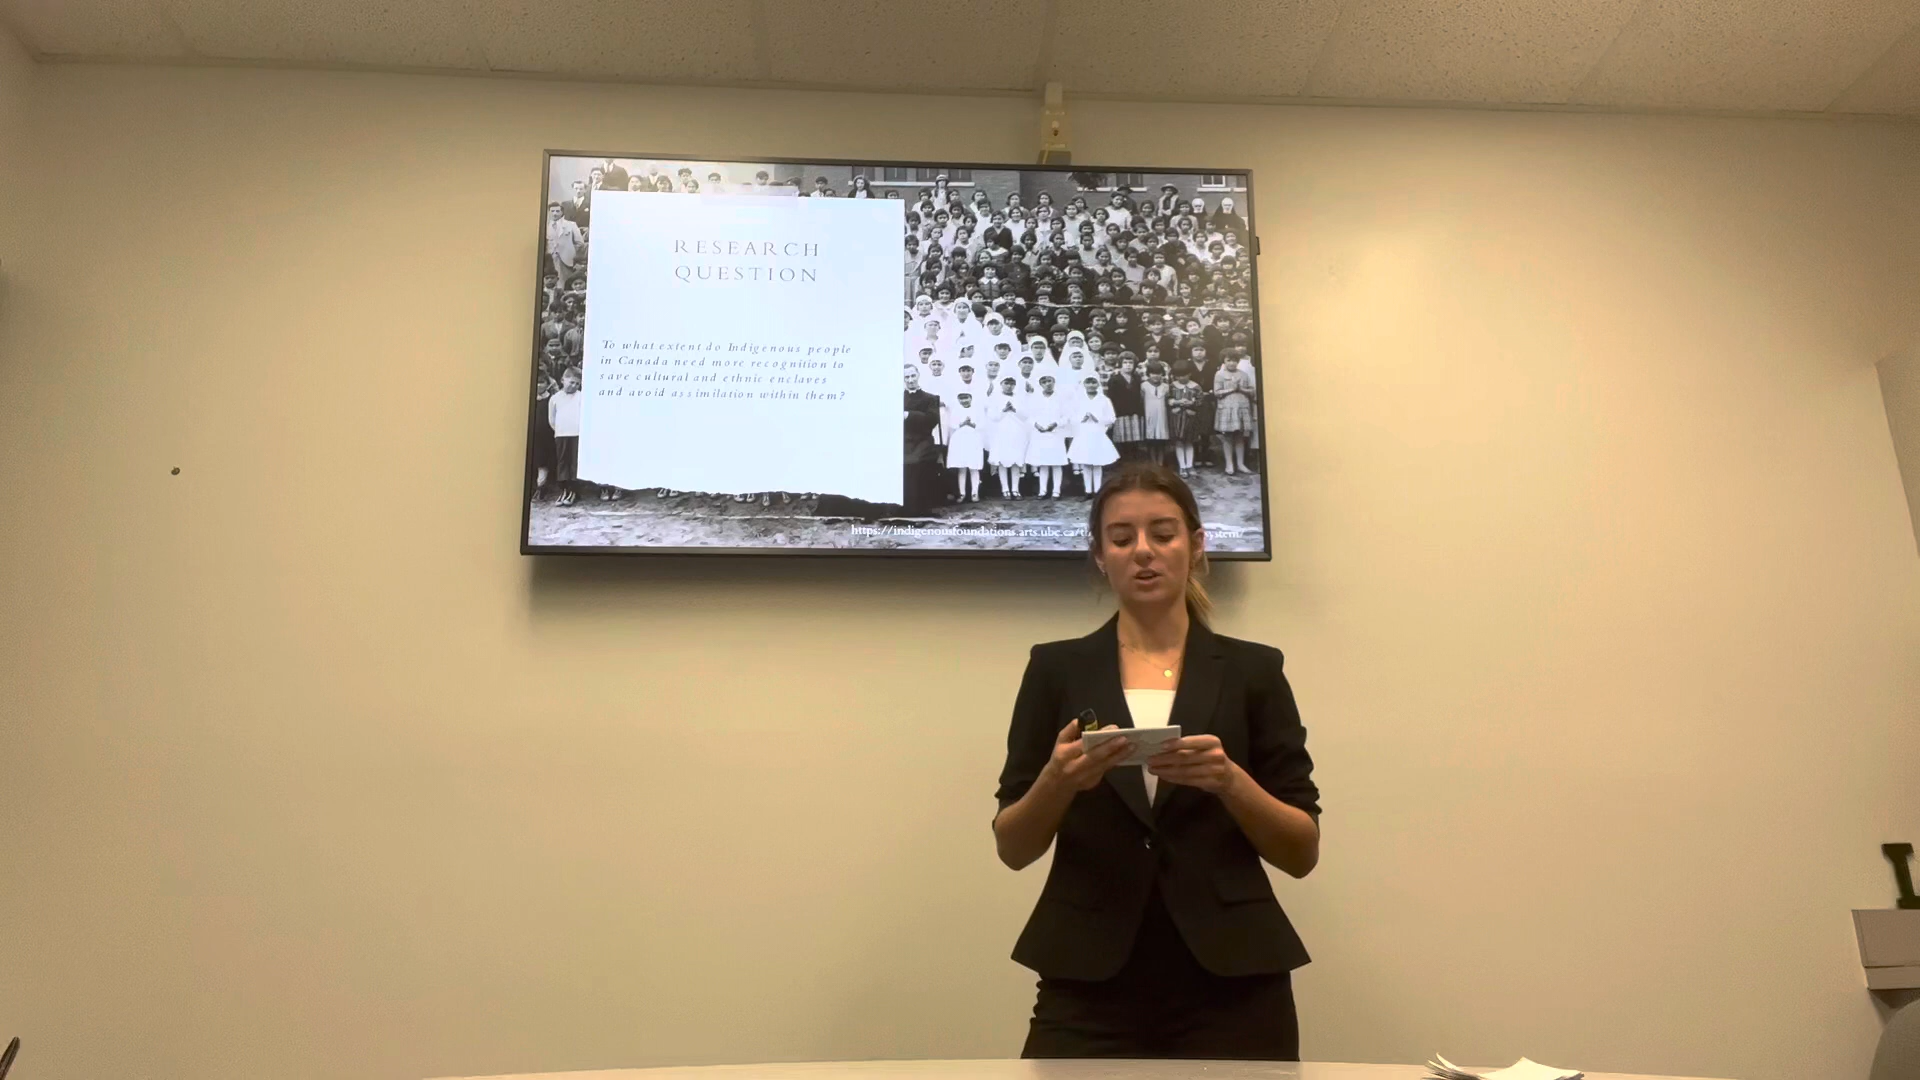 RESEARCH
QUESTION
To what extent do Indigenous people
in Canada need more recognition to
save cultural and ethnic enclaves
and avoid assimilation within them?
https://indigenousfoundations.arts.ubc.ca/